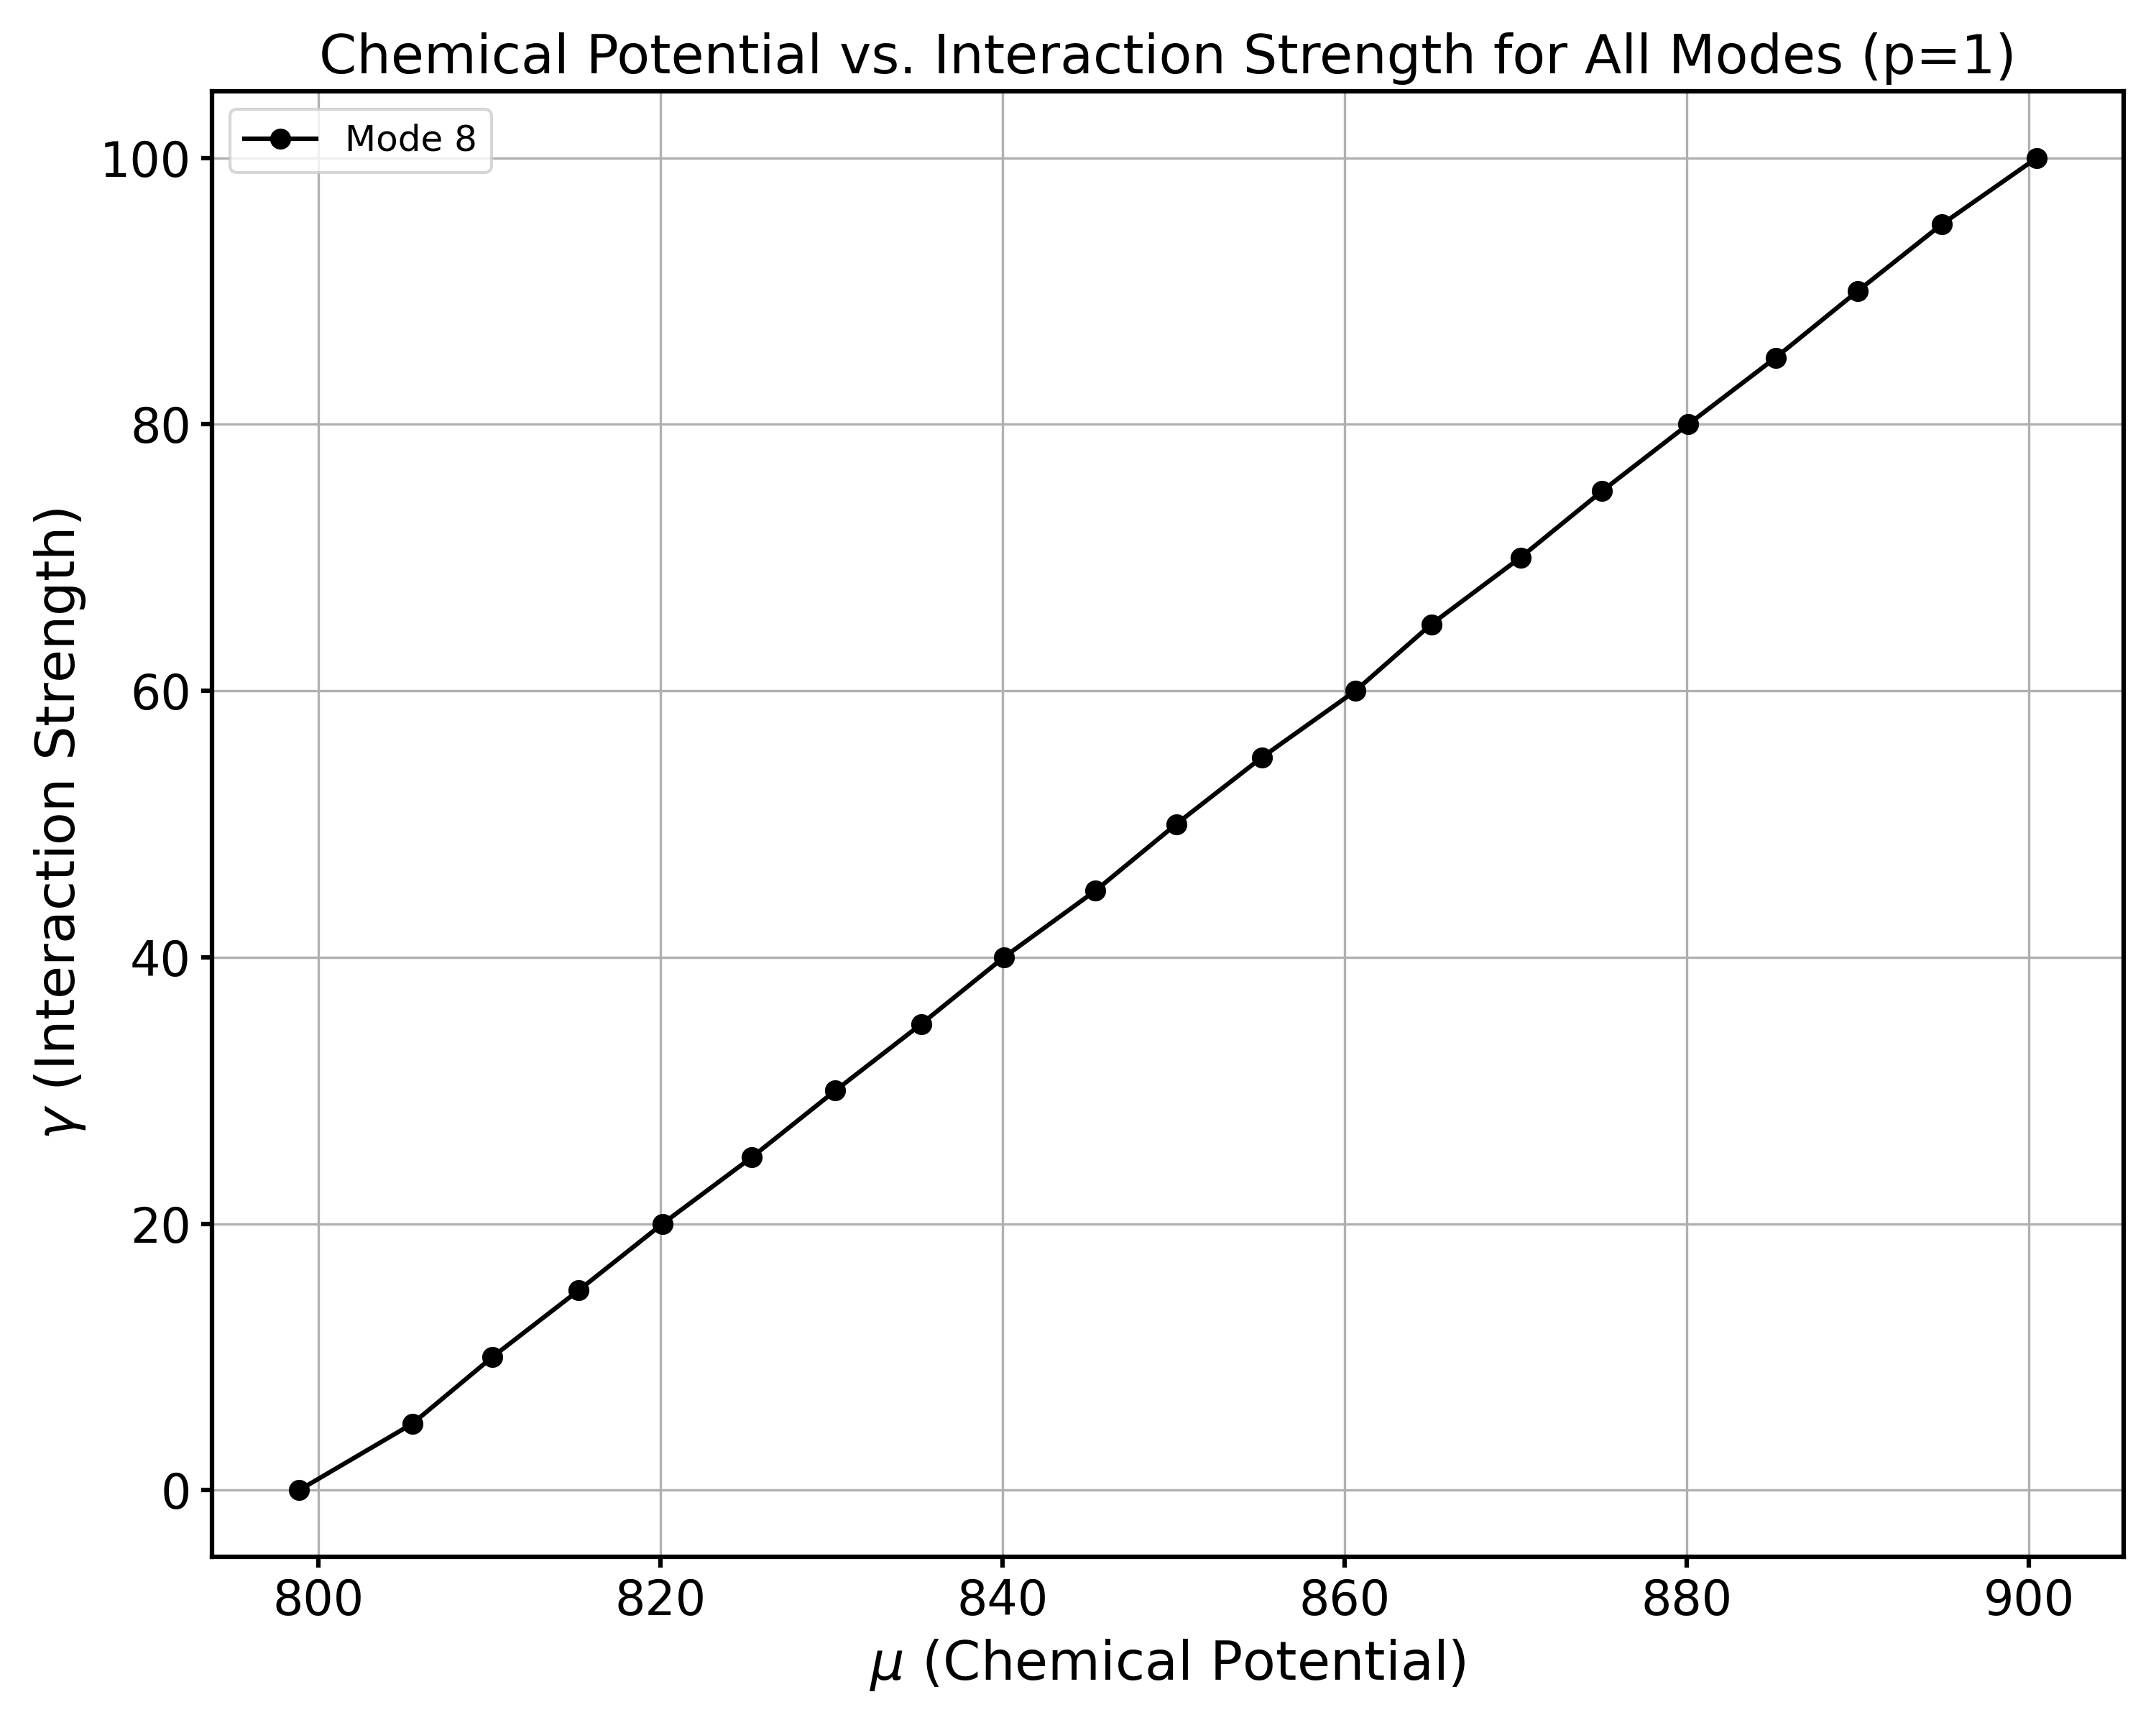 Chemical Potential vs. Interaction Strength for All Modes (p=1)
Mode 8
100
80
60
40
20
0
γ (Interaction Strength)
800 820 840 860 880 900
μ (Chemical Potential)